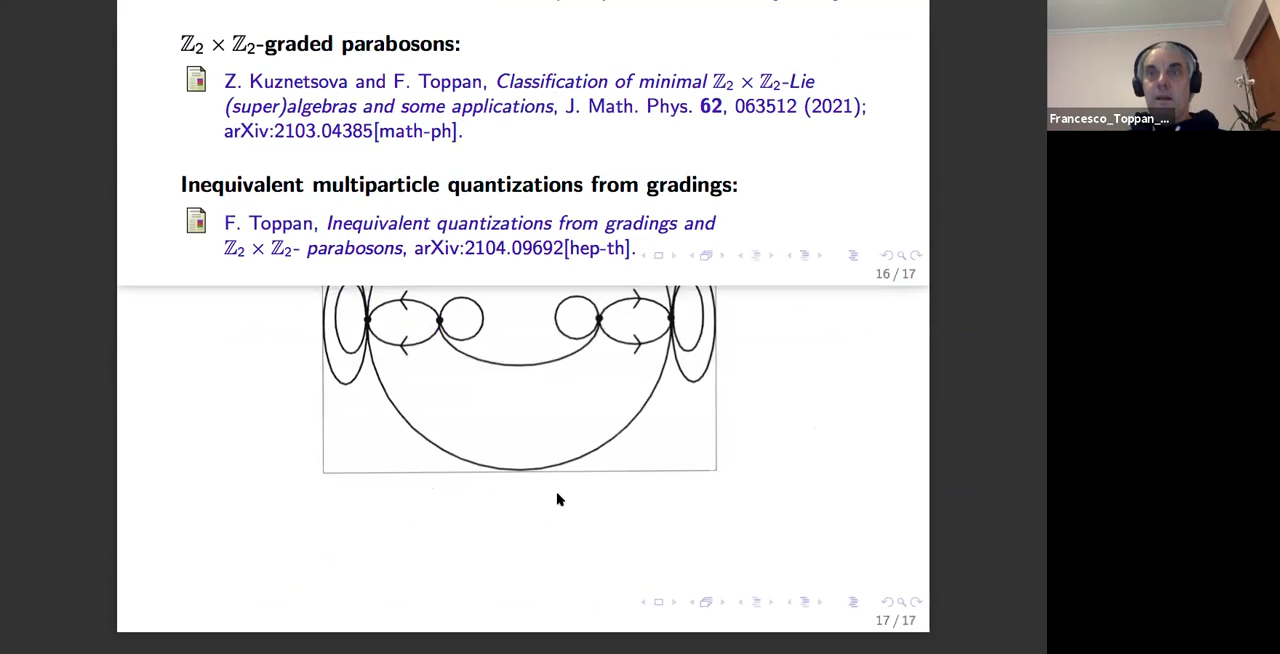 ℤ₂ × ℤ₂-graded parabosons:
Z. Kuznetsova and F. Toppan, Classification of minimal ℤ₂ × ℤ₂-Lie
(super)algebras and some applications, J. Math. Phys. 62, 063512 (2021);
arXiv:2103.04385[math-ph].
Inequivalent multiparticle quantizations from gradings:
F. Toppan, Inequivalent quantizations from gradings and
ℤ₂ × ℤ₂- parabosons, arXiv:2104.09692[hep-th].
16 / 17
17 / 17
Francesco_Toppan_...